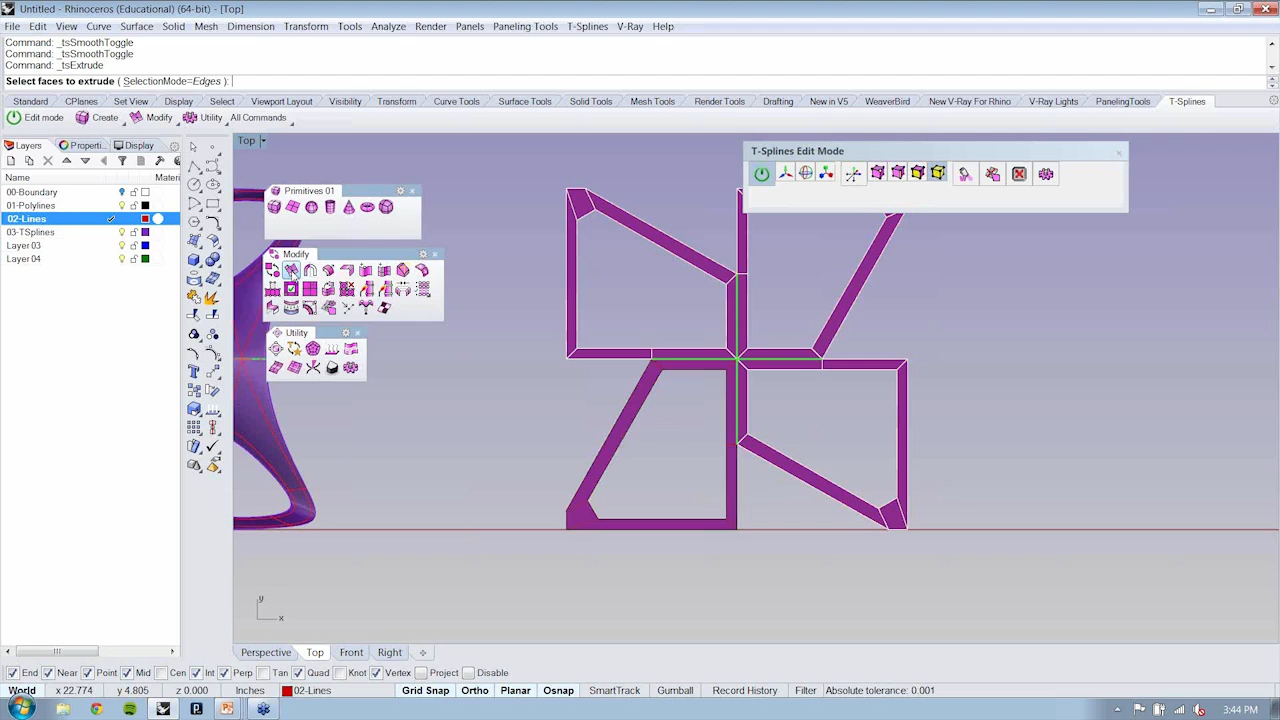 Untitled - Rhinoceros (Educational) (64-bit) - [Top]
File Edit View Curve Surface Solid Mesh Dimension Transform Tools Analyze Render Panels Paneling Tools T-Splines V-Ray Help
Command: _tsSmoothToggle
Command: _tsSmoothToggle
Command: _tsExtrude
Select faces to extrude ( SelectionMode=Edges ):
Standard CPlanes Set View Display Select Viewport Layout Visibility Transform Curve Tools Surface Tools Solid Tools Mesh Tools Render Tools Drafting New in V5 WeaverBird New V-Ray For Rhino V-Ray Lights PanelingTools T-Splines
Edit mode Create Modify Utility All Commands
Layers Properti... Display
Top
T-Splines Edit Mode
Name Materi
00-Boundary
01-Polylines
02-Lines
03-TSplines
Layer 03
Layer 04
Primitives 01
Modify
Utility
y
x
Perspective Top Front Right
End Near Point Mid Cen Int Perp Tan Quad Knot Vertex Project Disable
World x 22.774 y 4.805 z 0.000 Inches 02-Lines Grid Snap Ortho Planar Osnap SmartTrack Gumball Record History Filter Absolute tolerance: 0.001
3:44 PM